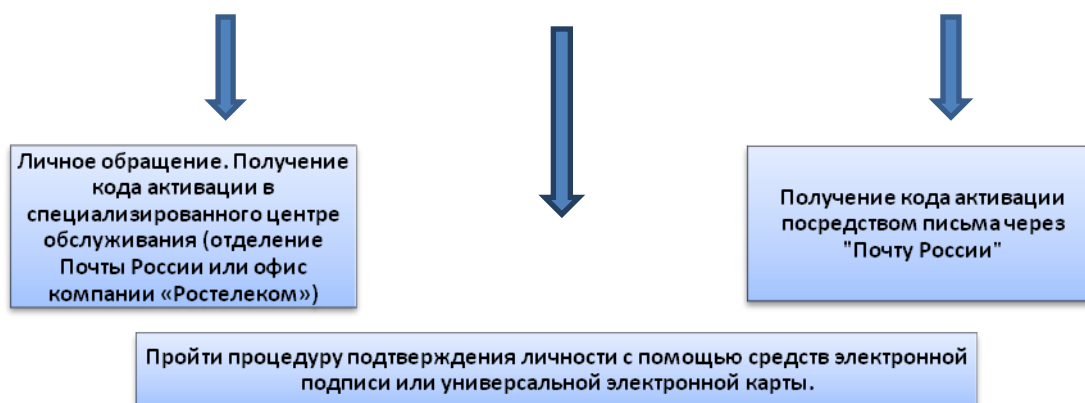 Личное обращение. Получение
кода активации в
специализированного центре
обслуживания (отделение
Почты России или офис
компании «Ростелеком»)
Получение кода активации
посредством письма через
"Почту России"
Пройти процедуру подтверждения личности с помощью средств электронной
подписи или универсальной электронной карты.